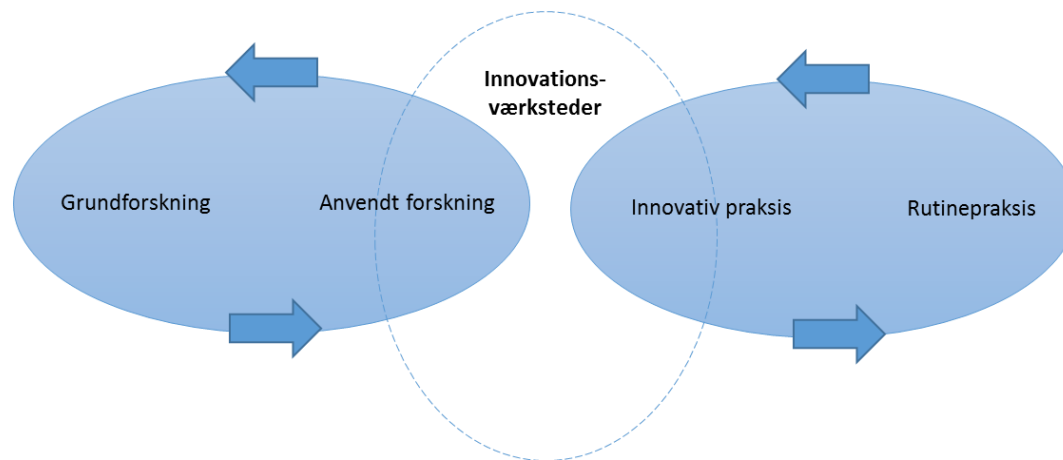 Innovations-
værksteder
Grundforskning
Anvendt forskning
Innovativ praksis
Rutinepraksis